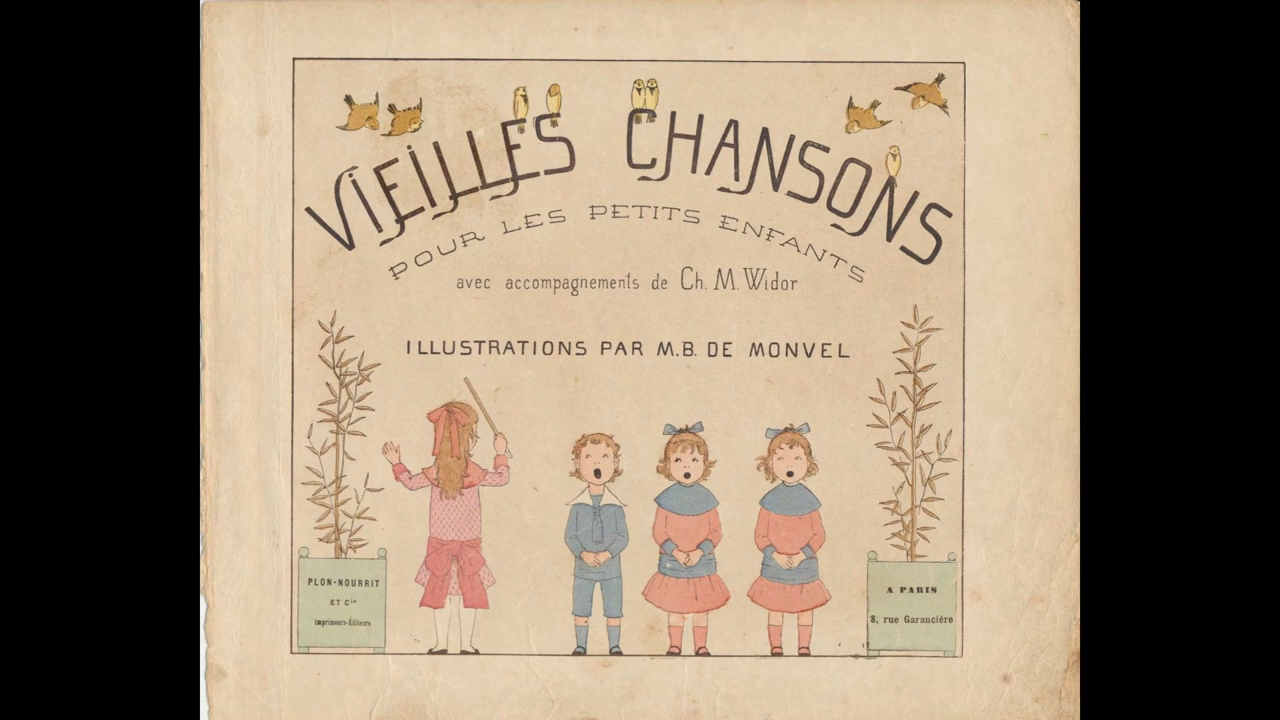 VIEILLES CHANSONS
POUR LES PETITS ENFANTS
avec accompagnements de Ch. M. Widor
ILLUSTRATIONS PAR M.B. DE MONVEL
PLON-NOURRIT
ET Cie
Imprimeurs-Éditeurs
A PARIS
8, rue Garancière